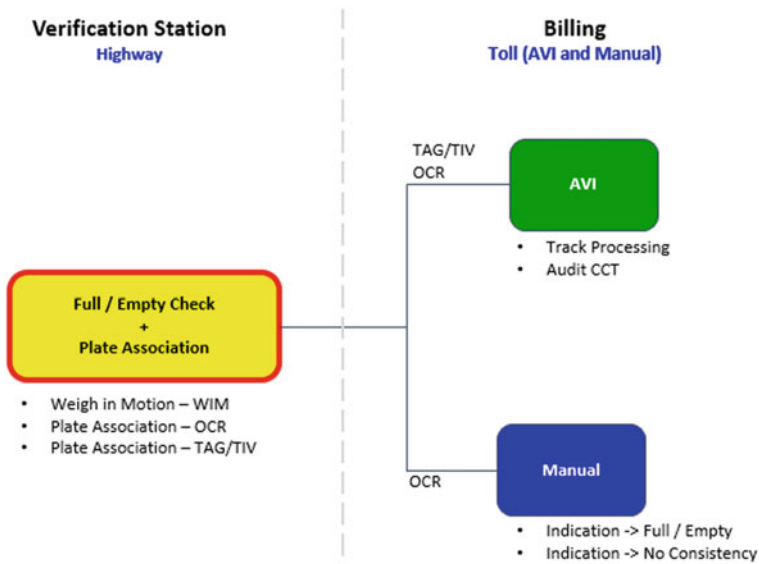 Verification Station
Highway
Full / Empty Check
+
Plate Association
• Weigh in Motion – WIM
• Plate Association – OCR
• Plate Association – TAG/TIV
Billing
Toll (AVI and Manual)
TAG/TIV
OCR
AVI
• Track Processing
• Audit CCT
OCR
Manual
• Indication -> Full / Empty
• Indication -> No Consistency